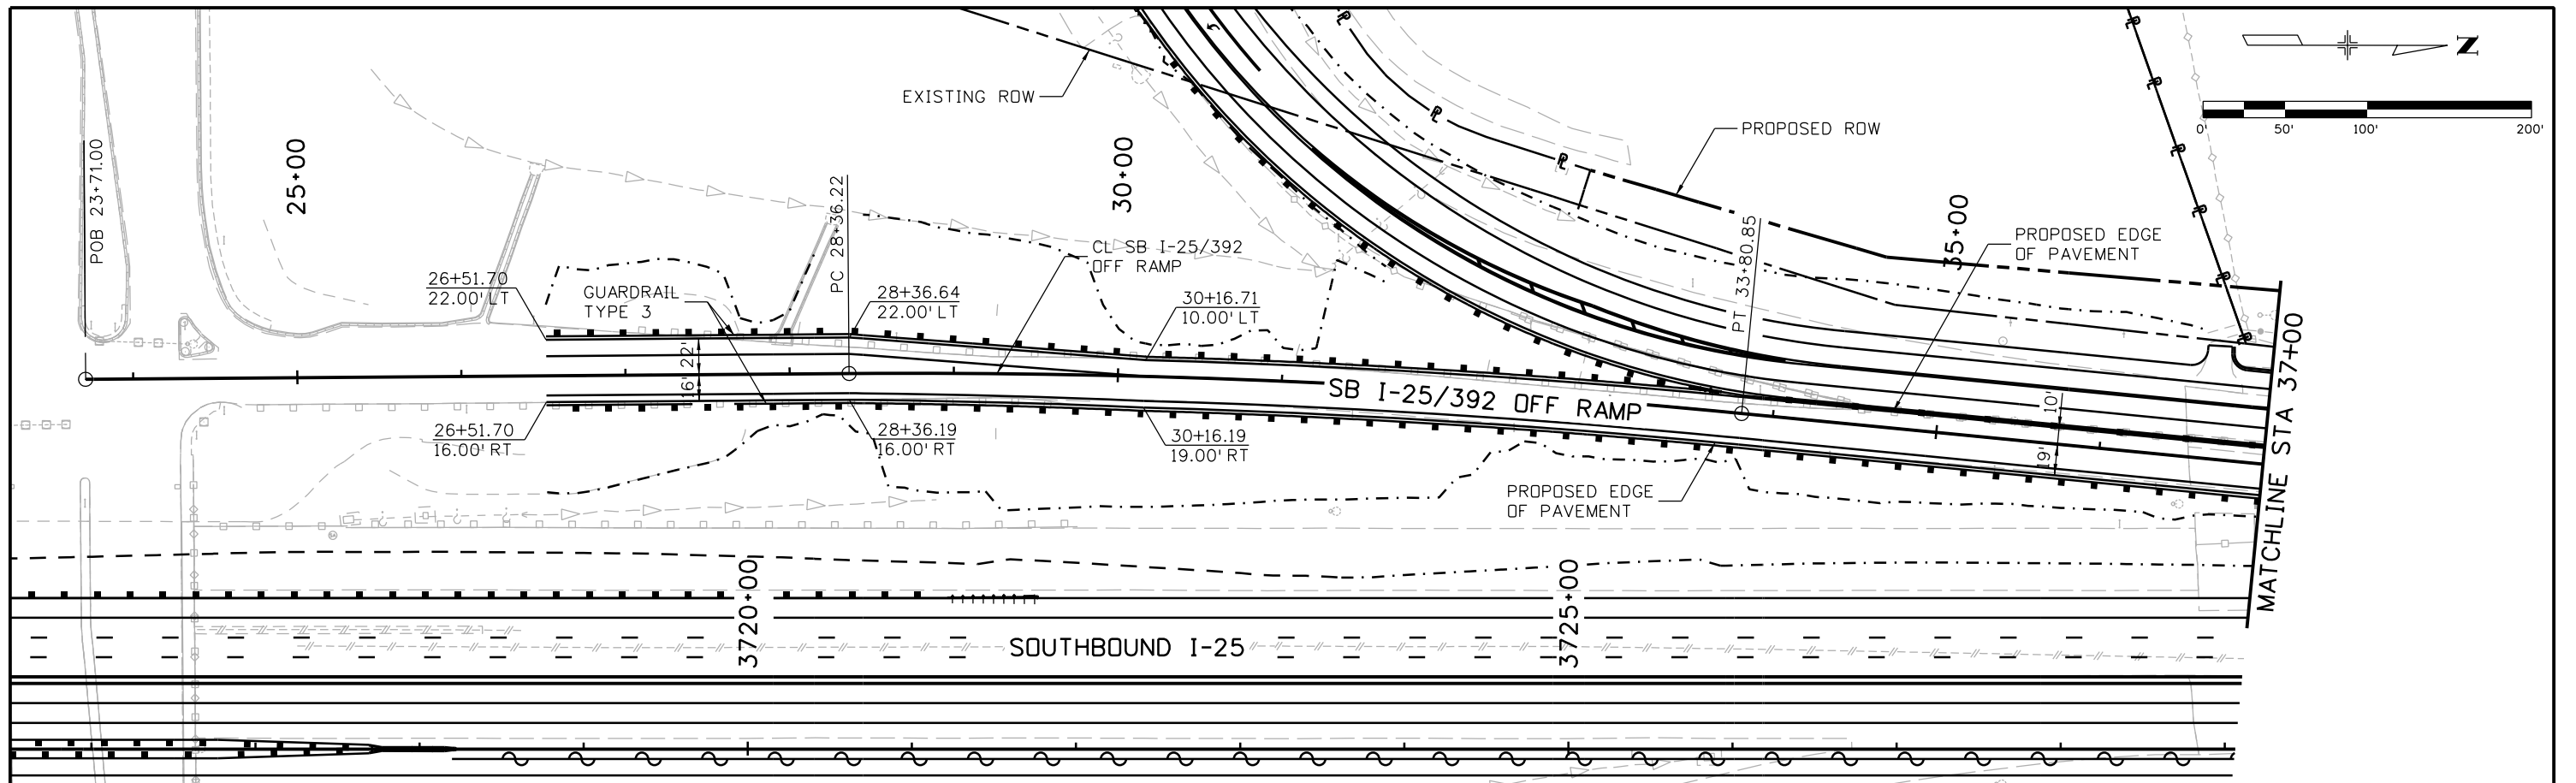 N
0'
50'
100'
200'
EXISTING ROW
PROPOSED ROW
POB 23+71.00
25+00
PC 28+36.22
30+00
PT 33+80.85
35+00
CL SB I-25/392
OFF RAMP
PROPOSED EDGE
OF PAVEMENT
26+51.70
22.00' LT
GUARDRAIL
TYPE 3
28+36.64
22.00' LT
30+16.71
10.00' LT
22'
16'
SB I-25/392 OFF RAMP
10'
19'
26+51.70
16.00' RT
28+36.19
16.00' RT
30+16.19
19.00' RT
PROPOSED EDGE
OF PAVEMENT
MATCHLINE STA 37+00
3720+00
3725+00
SOUTHBOUND I-25